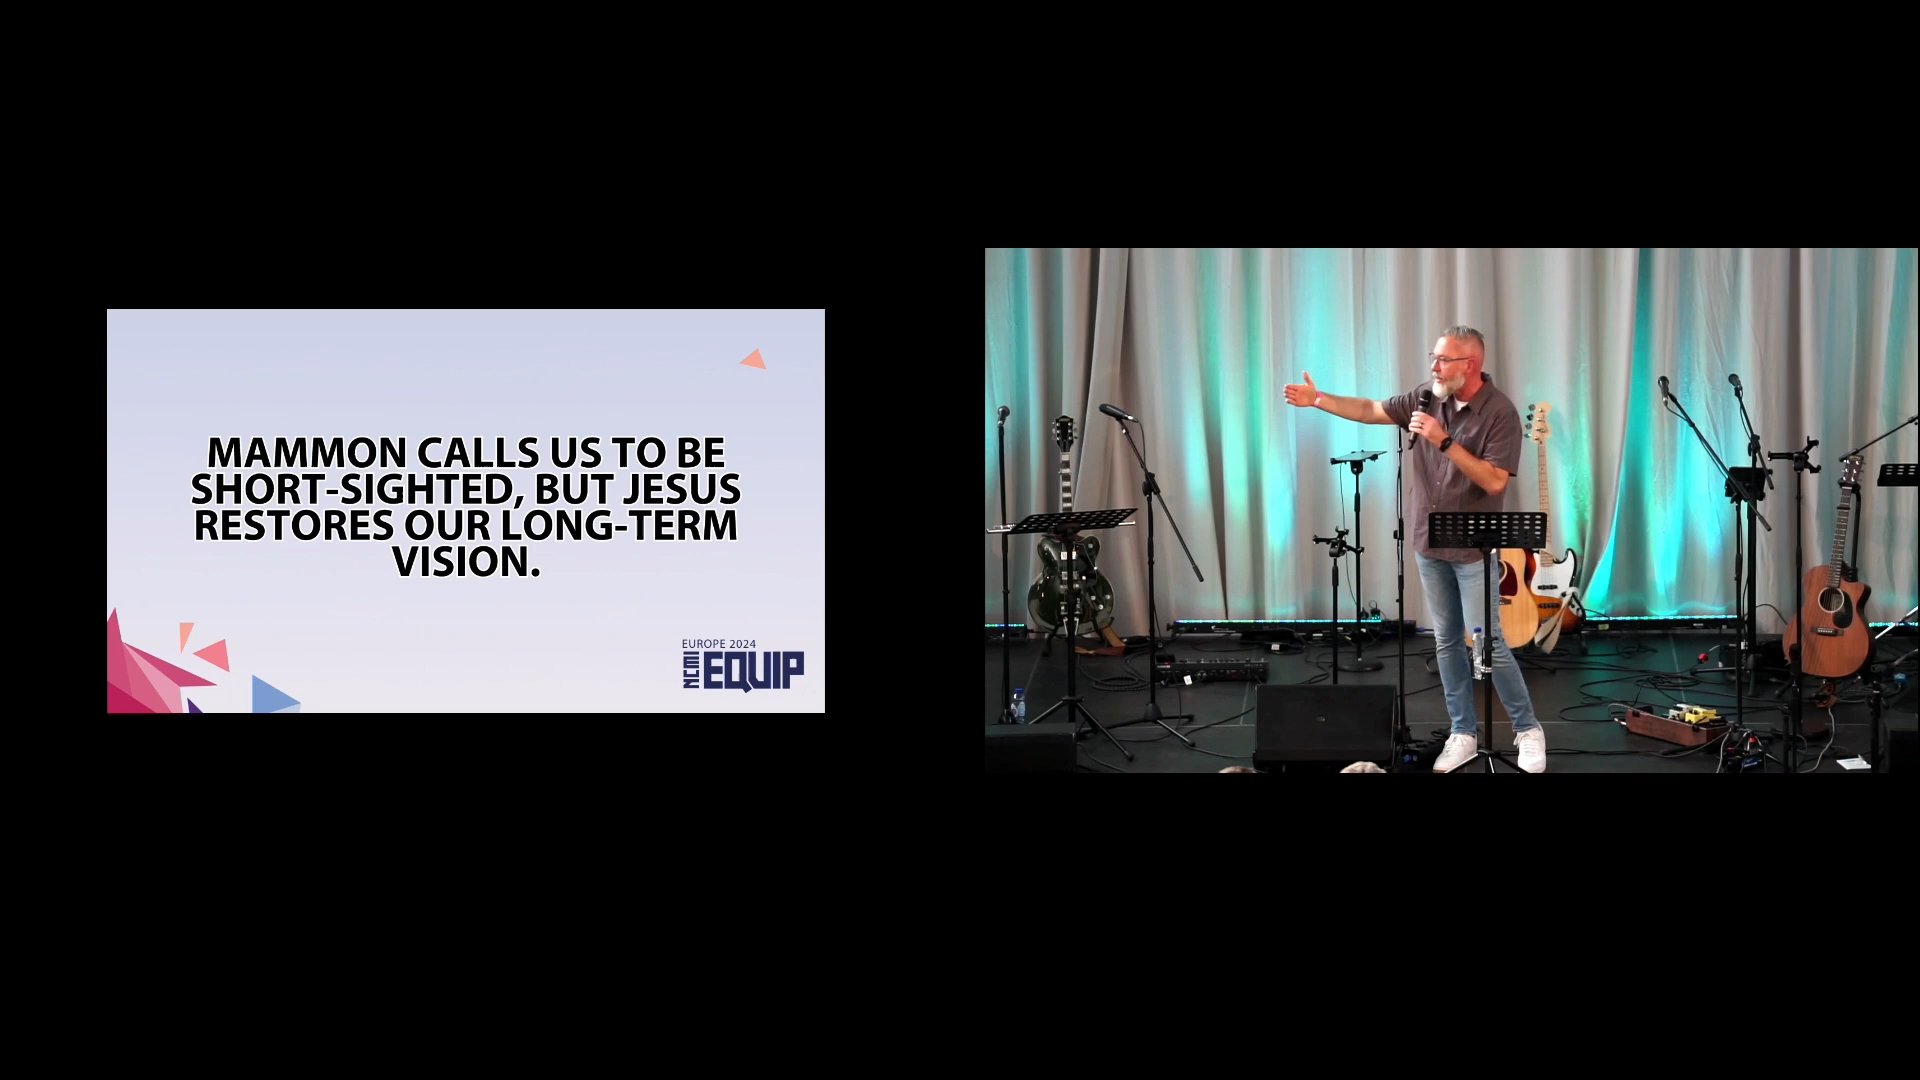 MAMMON CALLS US TO BE
SHORT-SIGHTED, BUT JESUS
RESTORES OUR LONG-TERM
VISION.
EUROPE 2024
NCMI EQUIP